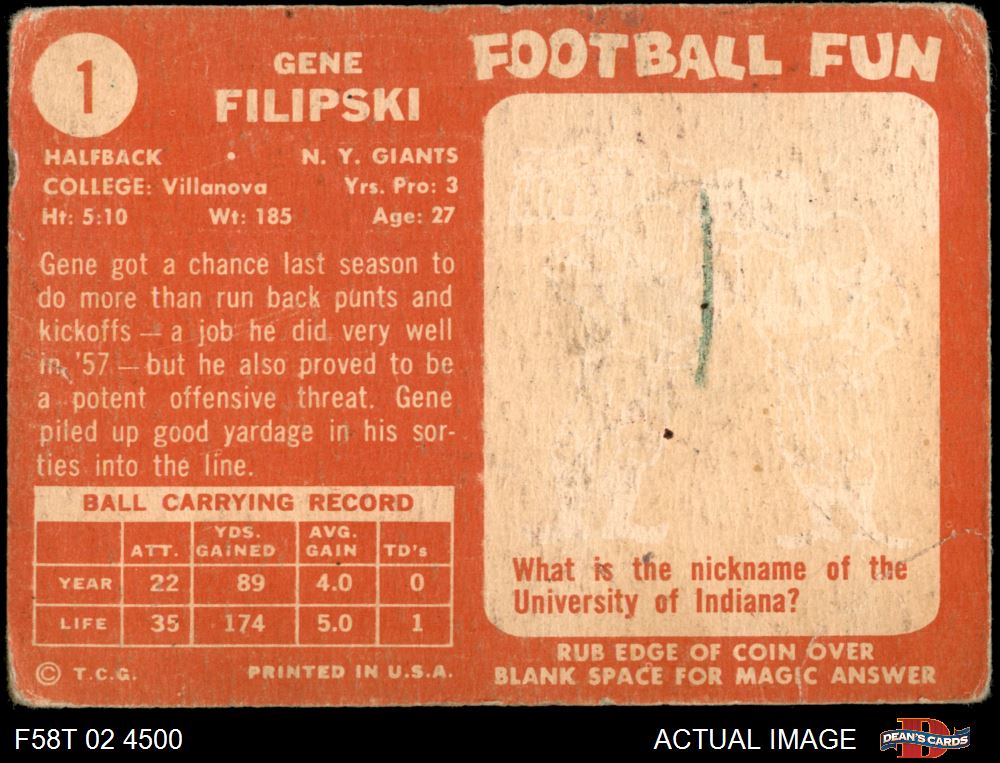 1
GENE
FILIPSKI
HALFBACK • N. Y. GIANTS
COLLEGE: Villanova Yrs. Pro: 3
Ht: 5:10 Wt: 185 Age: 27
Gene got a chance last season to
do more than run back punts and
kickoffs — a job he did very well
in '57 — but he also proved to be
a potent offensive threat. Gene
piled up good yardage in his sor-
ties into the line.
BALL CARRYING RECORD
ATT. YDS. GAINED AVG. GAIN TD's
YEAR 22 89 4.0 0
LIFE 35 174 5.0 1
© T.C.G. PRINTED IN U.S.A.
FOOTBALL FUN
What is the nickname of the
University of Indiana?
RUB EDGE OF COIN OVER
BLANK SPACE FOR MAGIC ANSWER
F58T 02 4500
ACTUAL IMAGE
D
DEAN'S CARDS